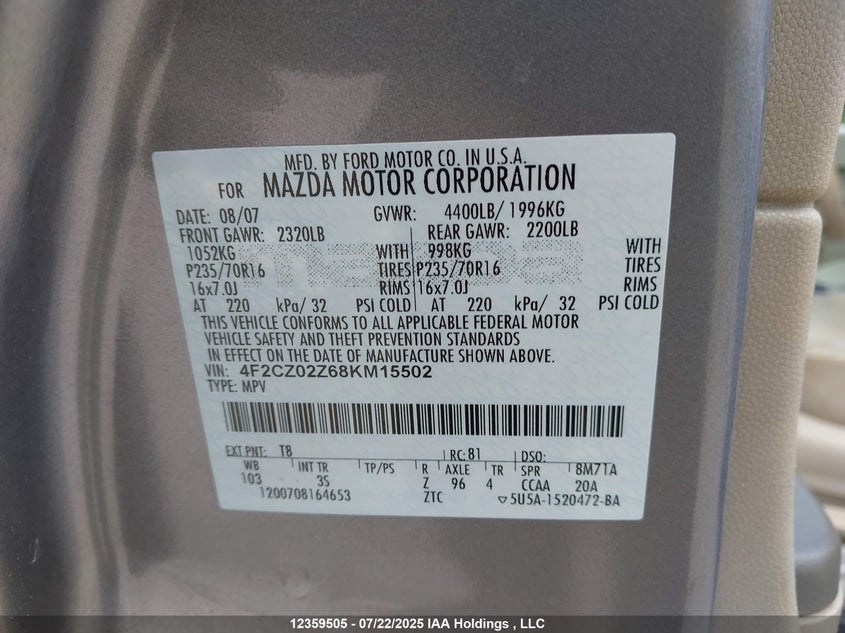 MFD. BY FORD MOTOR CO. IN U.S.A.
FOR MAZDA MOTOR CORPORATION
DATE: 08/07 GVWR: 4400LB/ 1996KG
FRONT GAWR: 2320LB REAR GAWR: 2200LB
1052KG WITH 998KG WITH
P235/70R16 TIRES P235/70R16 TIRES
16x7.0J RIMS 16x7.0J RIMS
AT 220 kPa/ 32 PSI COLD AT 220 kPa/ 32 PSI COLD
THIS VEHICLE CONFORMS TO ALL APPLICABLE FEDERAL MOTOR
VEHICLE SAFETY AND THEFT PREVENTION STANDARDS
IN EFFECT ON THE DATE OF MANUFACTURE SHOWN ABOVE.
VIN: 4F2CZ02Z68KM15502
TYPE: MPV
EXT PNT: T8 RC: 81 DSO:
WB INT TR TP/PS R AXLE TR SPR 8M71A
103 3S Z 96 4 CCAA 20A
1200708164653 ZTC 5U5A-1520472-BA
12359505 - 07/22/2025 IAA Holdings , LLC